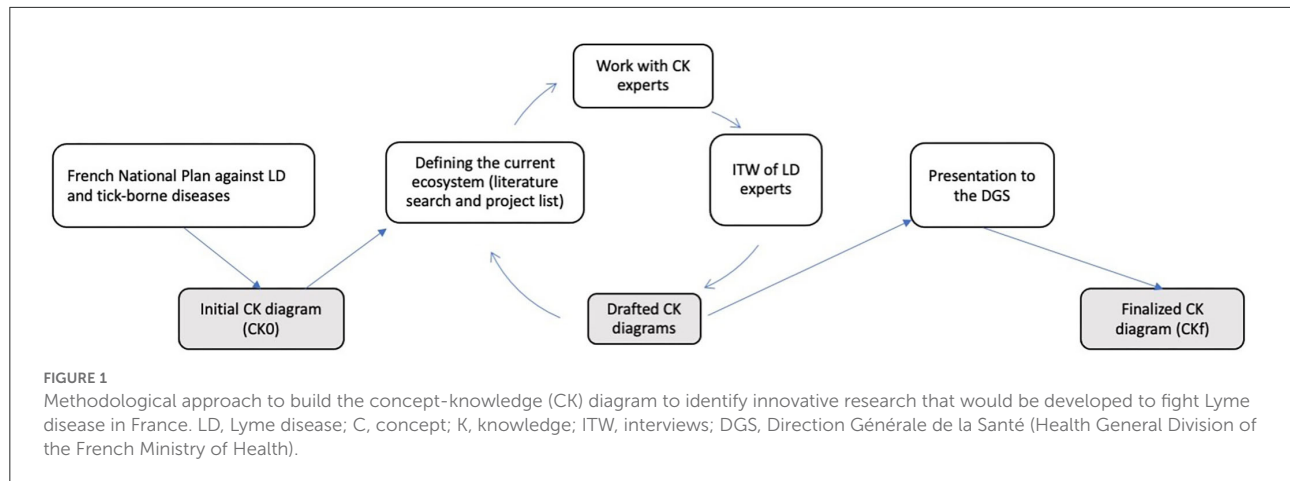 Work with CK
experts
French National Plan against LD
and tick-borne diseases
Defining the current
ecosystem (literature
search and project list)
ITW of LD
experts
Presentation to
the DGS
Initial CK diagram
(CK0)
Drafted CK
diagrams
Finalized CK
diagram (CKf)
FIGURE 1
Methodological approach to build the concept-knowledge (CK) diagram to identify innovative research that would be developed to fight Lyme
disease in France. LD, Lyme disease; C, concept; K, knowledge; ITW, interviews; DGS, Direction Générale de la Santé (Health General Division of
the French Ministry of Health).